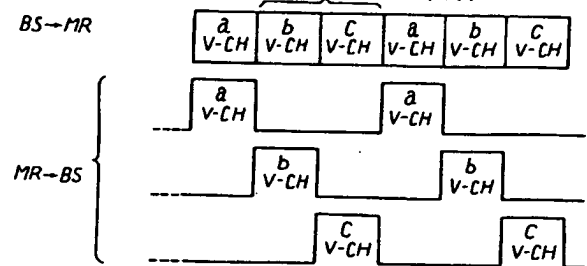 BS→MR
a b c a b c
V-CH V-CH V-CH V-CH V-CH V-CH
a a
V-CH V-CH
MR→BS
b b
V-CH V-CH
C C
V-CH V-CH